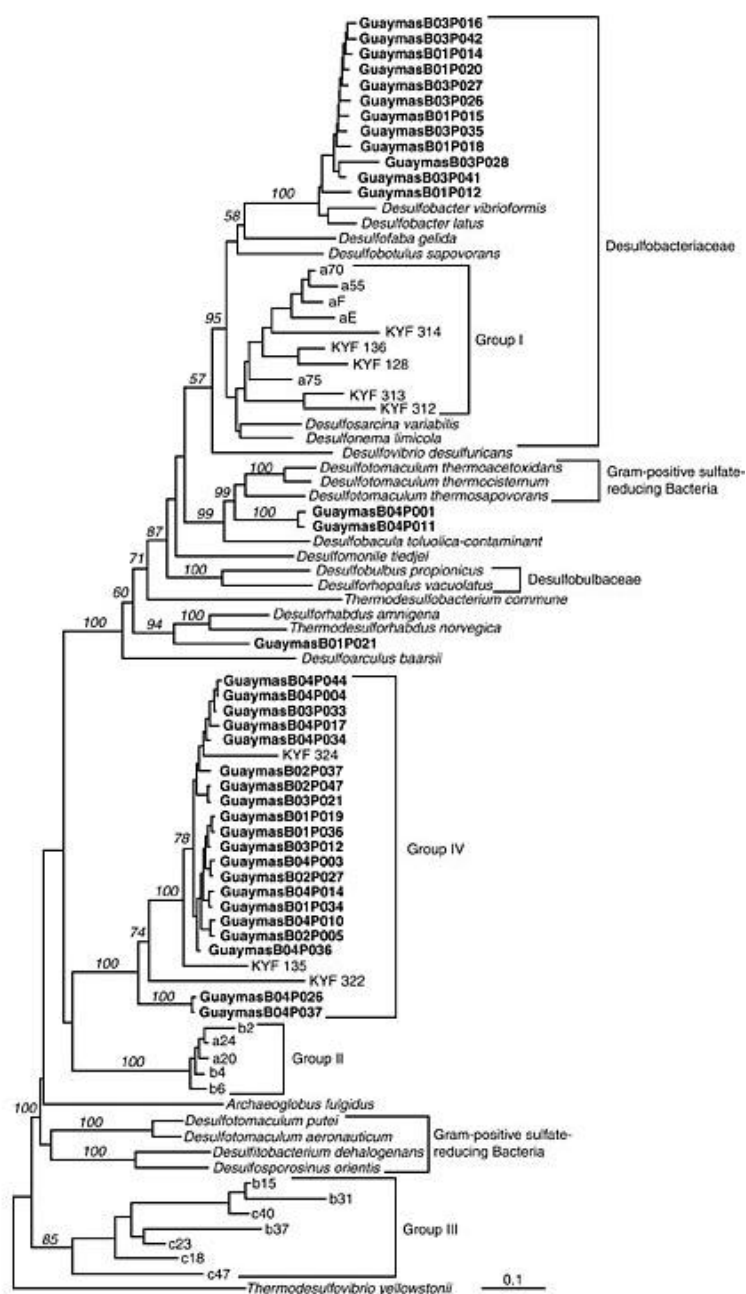 GuaymasB03P016
GuaymasB03P042
GuaymasB01P014
GuaymasB01P020
GuaymasB03P027
GuaymasB03P026
GuaymasB01P015
GuaymasB03P035
GuaymasB01P018
GuaymasB03P028
GuaymasB03P041
100
GuaymasB01P012
Desulfobacter vibrioformis
58
Desulfobacter latus
Desulfofaba gelida
Desulfobacteriaceae
Desulfobotulus sapovorans
a70
a55
95
aF
aE
KYF 314
Group I
KYF 136
KYF 128
a75
57
KYF 313
KYF 312
Desulfosarcina variabilis
Desulfonema limicola
Desulfovibrio desulfuricans
100
Desulfotomaculum thermoacetoxidans
Gram-positive sulfate-
reducing Bacteria
99
Desulfotomaculum thermocisternum
Desulfotomaculum thermosapovorans
99
100
GuaymasB04P001
GuaymasB04P011
87
Desulfobacula toluolica-contaminant
Desulfomonile tiedjei
71
100
Desulfobulbus propionicus
Desulforhopalus vacuolatus
Desulfobulbaceae
60
Thermodesulfobacterium commune
100
Desulforhabdus amnigena
100
94
Thermodesulforhabdus norvegica
GuaymasB01P021
Desulfoarculus baarsii
GuaymasB04P044
GuaymasB04P004
GuaymasB03P033
GuaymasB04P017
GuaymasB04P034
KYF 324
GuaymasB02P037
GuaymasB02P047
GuaymasB03P021
GuaymasB01P019
GuaymasB01P036
78
GuaymasB03P012
Group IV
GuaymasB04P003
GuaymasB02P027
100
GuaymasB04P014
GuaymasB01P034
GuaymasB04P010
74
GuaymasB02P005
GuaymasB04P036
KYF 135
100
KYF 322
100
GuaymasB04P026
GuaymasB04P037
b2
a24
100
a20
Group II
b4
b6
Archaeoglobus fulgidus
100
100
Desulfotomaculum putei
Desulfotomaculum aeronauticum
Gram-positive sulfate-
reducing Bacteria
100
Desulfitobacterium dehalogenans
Desulfosporosinus orientis
b15
b31
c40
b37
Group III
85
c23
c18
c47
Thermodesulfovibrio yellowstonii
0.1